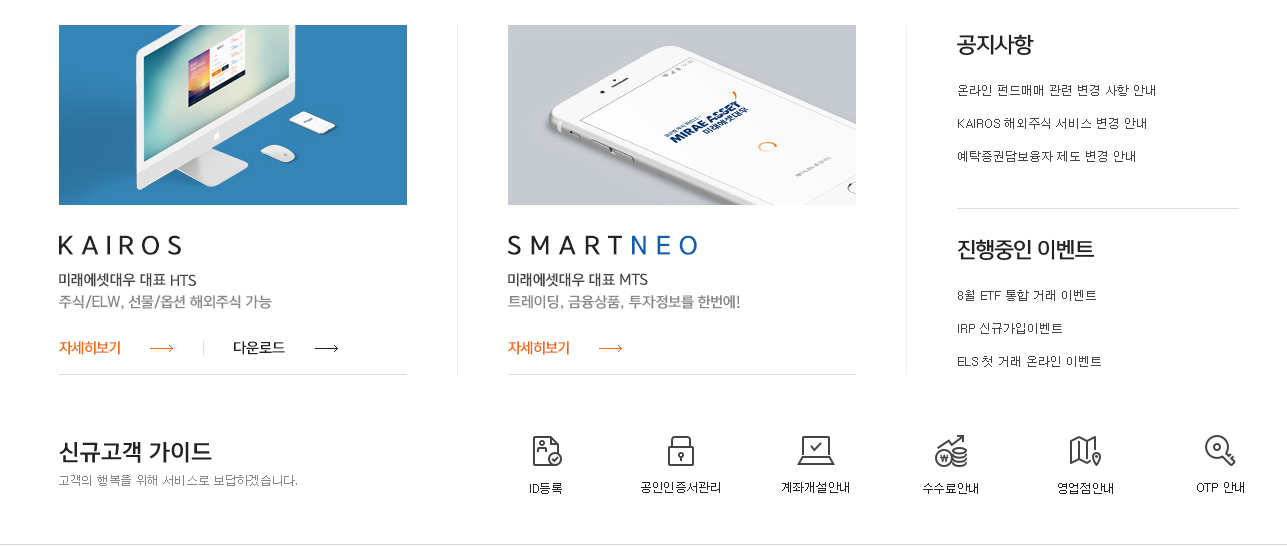 MIRAE ASSET
미래에셋대우
KAIROS
미래에셋대우 대표 HTS
주식/ELW, 선물/옵션 해외주식 가능
자세히보기
다운로드
SMARTNEO
미래에셋대우 대표 MTS
트레이딩, 금융상품, 투자정보를 한번에!
자세히보기
공지사항
온라인 펀드매매 관련 변경 사항 안내
KAIROS 해외주식 서비스 변경 안내
예탁증권담보융자 제도 변경 안내
진행중인 이벤트
8월 ETF 통합 거래 이벤트
IRP 신규가입이벤트
ELS 첫 거래 온라인 이벤트
신규고객 가이드
고객의 행복을 위해 서비스로 보답하겠습니다.
ID등록
공인인증서관리
계좌개설안내
수수료안내
영업점안내
OTP 안내